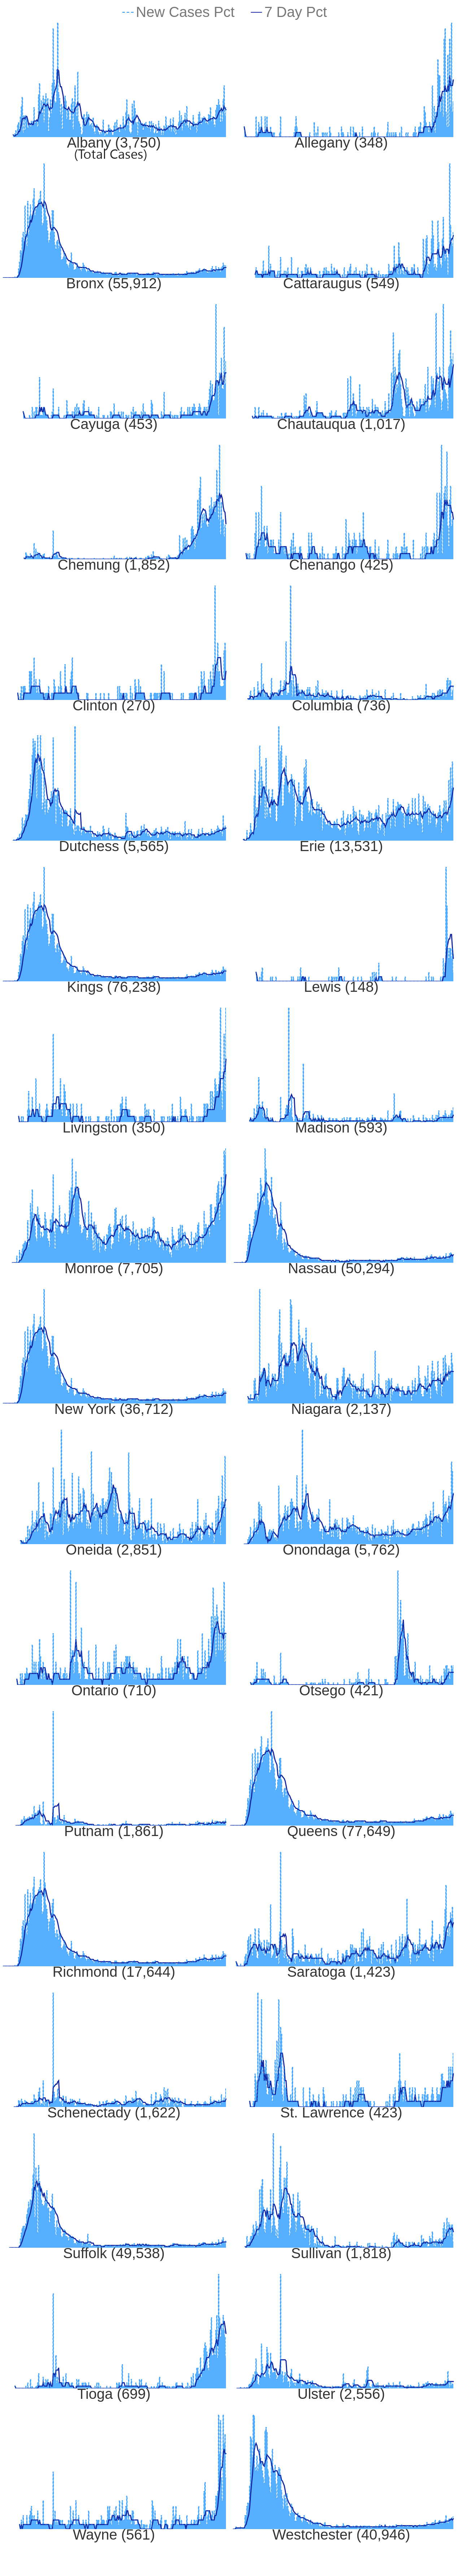 New Cases Pct 7 Day Pct
Albany (3,750) Allegany (348)
(Total Cases)
Bronx (55,912) Cattaraugus (549)
Cayuga (453) Chautauqua (1,017)
Chemung (1,852) Chenango (425)
Clinton (270) Columbia (736)
Dutchess (5,565) Erie (13,531)
Kings (76,238) Lewis (148)
Livingston (350) Madison (593)
Monroe (7,705) Nassau (50,294)
New York (36,712) Niagara (2,137)
Oneida (2,851) Onondaga (5,762)
Ontario (710) Otsego (421)
Putnam (1,861) Queens (77,649)
Richmond (17,644) Saratoga (1,423)
Schenectady (1,622) St. Lawrence (423)
Suffolk (49,538) Sullivan (1,818)
Tioga (699) Ulster (2,556)
Wayne (561) Westchester (40,946)